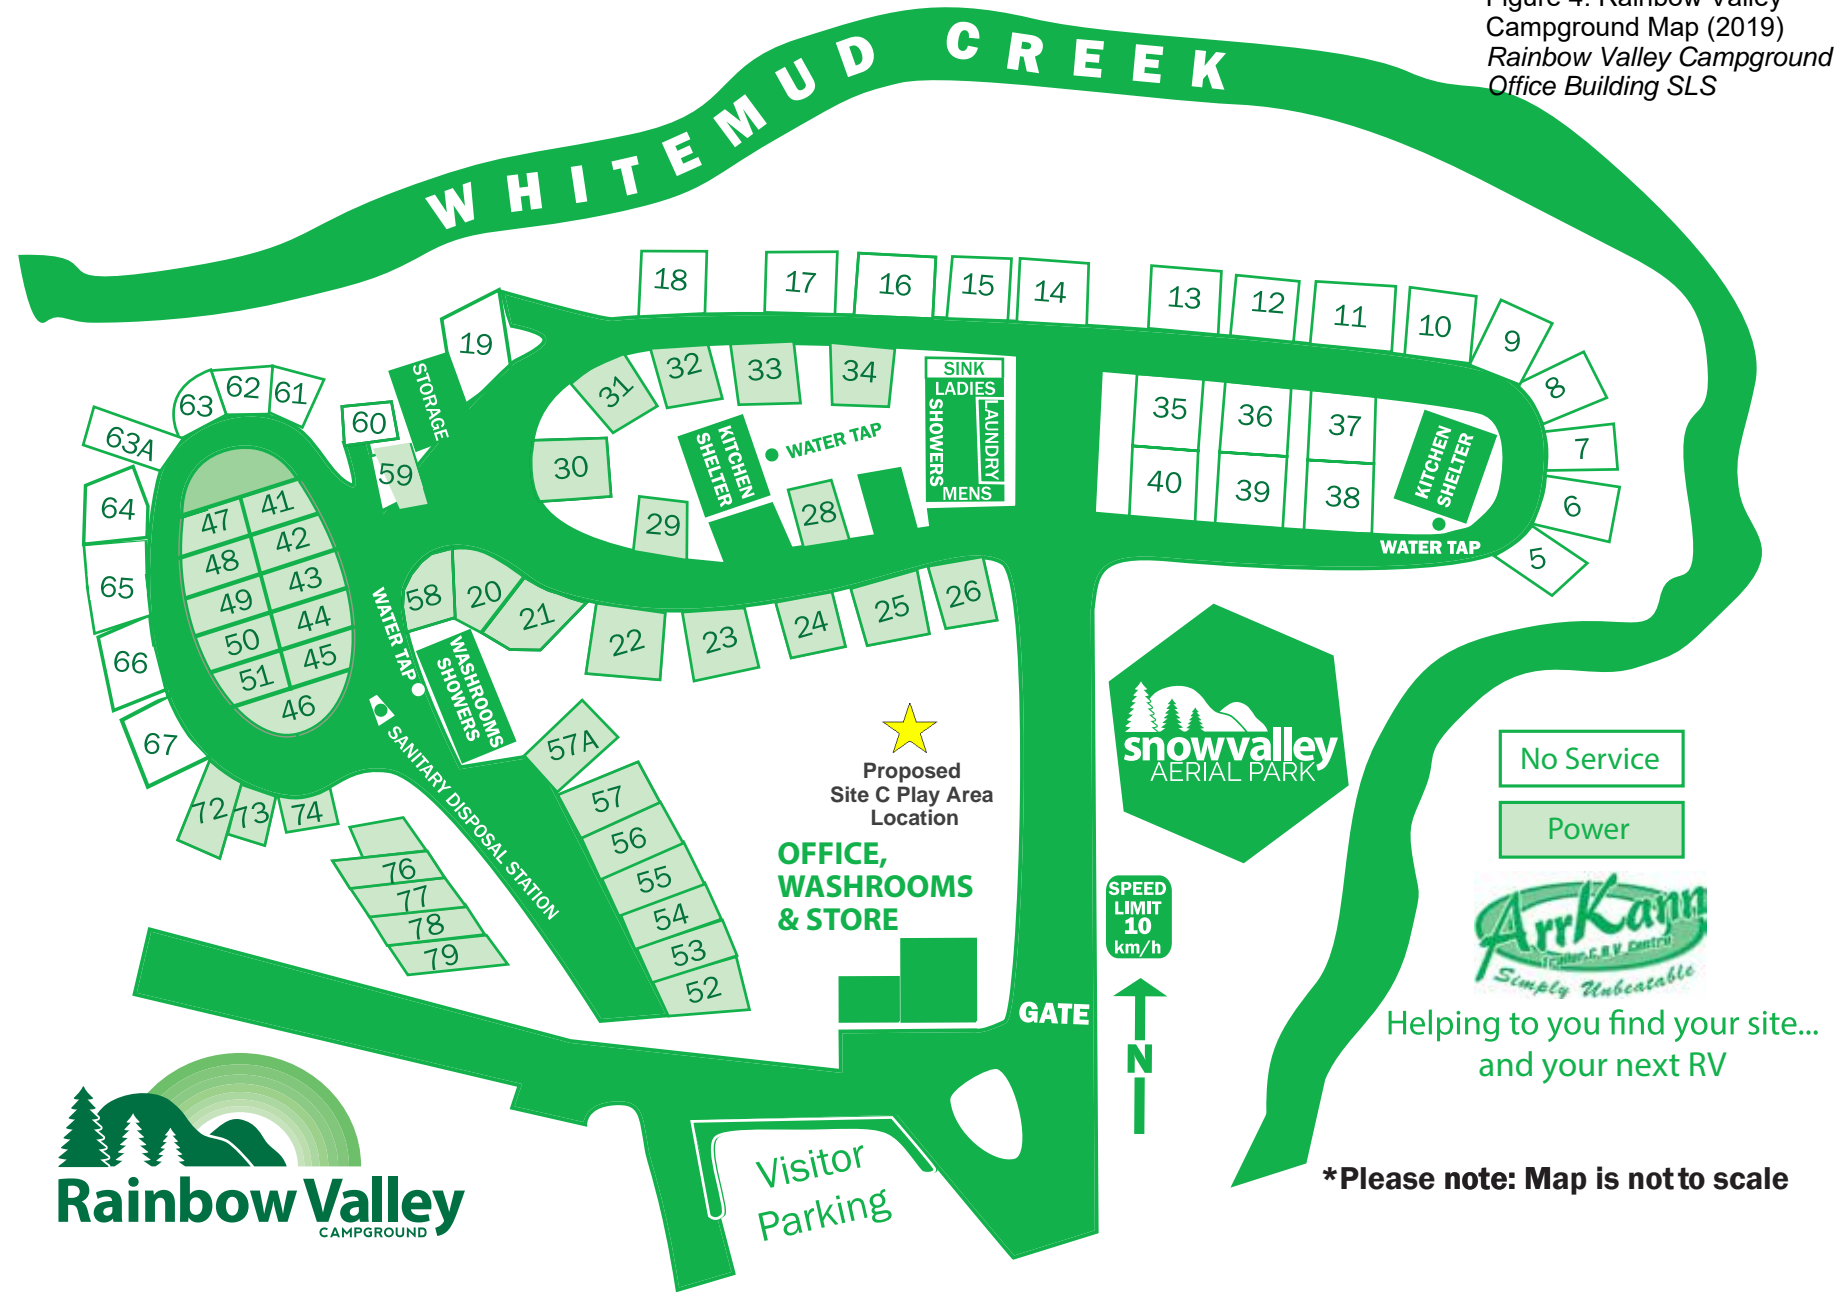 Figure 4: Rainbow Valley
Campground Map (2019)
Rainbow Valley Campground
Office Building SLS
WHITEMUD CREEK
18
17
16
15
14
13
12
11
10
9
8
7
6
5
19
STORAGE
60
59
61
62
63
63A
64
65
66
67
72
73
74
76
77
78
79
47
41
48
42
49
43
50
44
51
45
46
31
32
33
34
30
29
28
KITCHEN
SHELTER
WATER TAP
SINK
LADIES
SHOWERS
LAUNDRY
MENS
35
36
37
40
39
38
KITCHEN
SHELTER
WATER TAP
58
20
21
22
23
24
25
26
WATER TAP
WASHROOMS
SHOWERS
SANITARY DISPOSAL STATION
57A
57
56
55
54
53
52
Proposed
Site C Play Area
Location
OFFICE,
WASHROOMS
& STORE
snowvalley
AERIAL PARK
SPEED
LIMIT
10
km/h
GATE
N
No Service
Power
ArrKann
Trailer & R.V. Centre
Simply Unbeatable
Helping to you find your site...
and your next RV
*Please note: Map is not to scale
Visitor
Parking
Rainbow Valley
CAMPGROUND